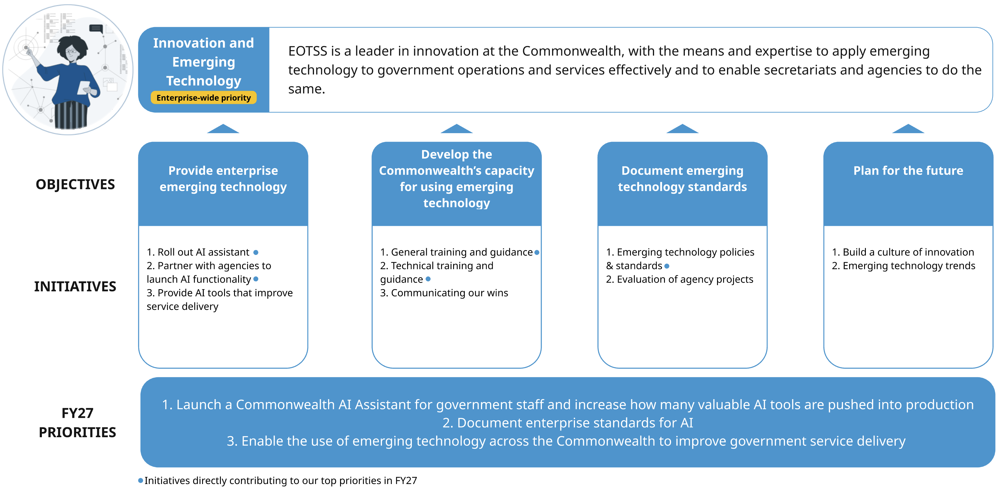 Innovation and
Emerging
Technology
Enterprise-wide priority
EOTSS is a leader in innovation at the Commonwealth, with the means and expertise to apply emerging
technology to government operations and services effectively and to enable secretariats and agencies to do the
same.
OBJECTIVES
Provide enterprise
emerging technology
Develop the
Commonwealth’s capacity
for using emerging
technology
Document emerging
technology standards
Plan for the future
INITIATIVES
1. Roll out AI assistant
2. Partner with agencies to
launch AI functionality
3. Provide AI tools that improve
service delivery
1. General training and guidance
2. Technical training and
guidance
3. Communicating our wins
1. Emerging technology policies
& standards
2. Evaluation of agency projects
1. Build a culture of innovation
2. Emerging technology trends
FY27
PRIORITIES
1. Launch a Commonwealth AI Assistant for government staff and increase how many valuable AI tools are pushed into production
2. Document enterprise standards for AI
3. Enable the use of emerging technology across the Commonwealth to improve government service delivery
Initiatives directly contributing to our top priorities in FY27